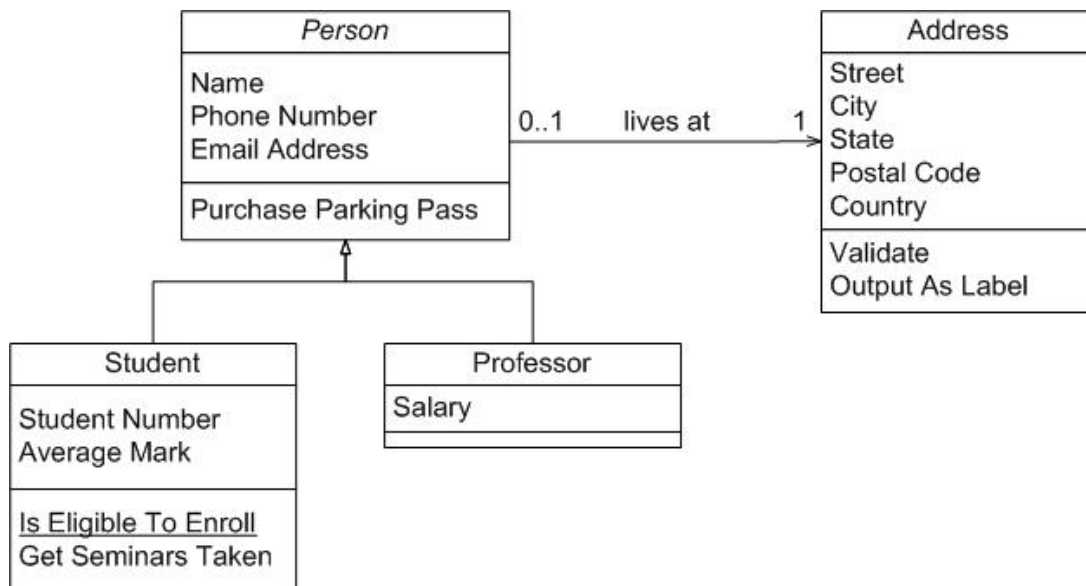 Person
Name
Phone Number
Email Address
Purchase Parking Pass
0..1 lives at 1
Address
Street
City
State
Postal Code
Country
Validate
Output As Label
Student
Student Number
Average Mark
Is Eligible To Enroll
Get Seminars Taken
Professor
Salary